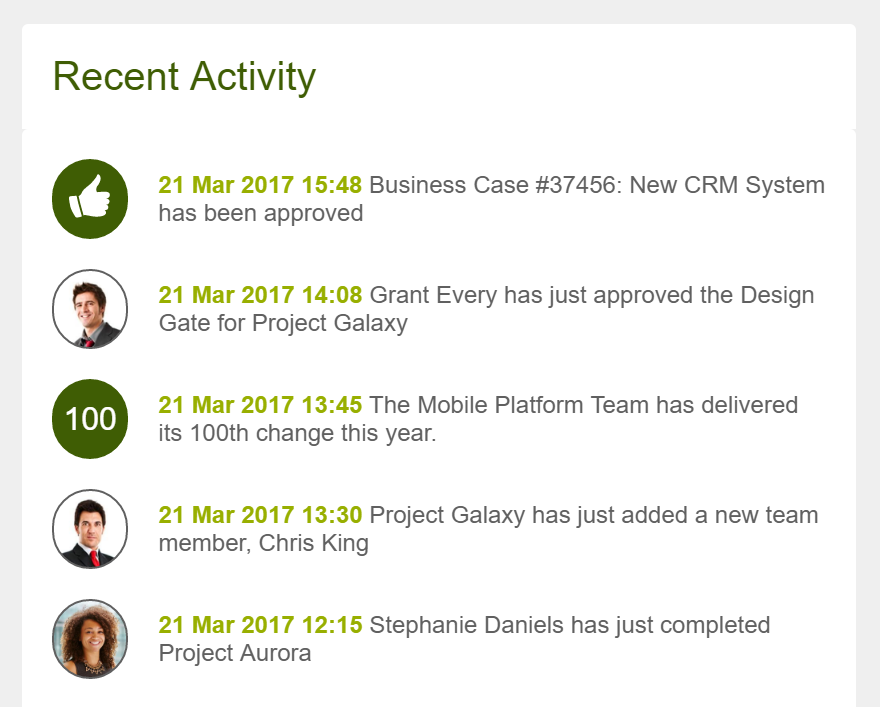 Recent Activity
21 Mar 2017 15:48 Business Case #37456: New CRM System
has been approved
21 Mar 2017 14:08 Grant Every has just approved the Design
Gate for Project Galaxy
100
21 Mar 2017 13:45 The Mobile Platform Team has delivered
its 100th change this year.
21 Mar 2017 13:30 Project Galaxy has just added a new team
member, Chris King
21 Mar 2017 12:15 Stephanie Daniels has just completed
Project Aurora